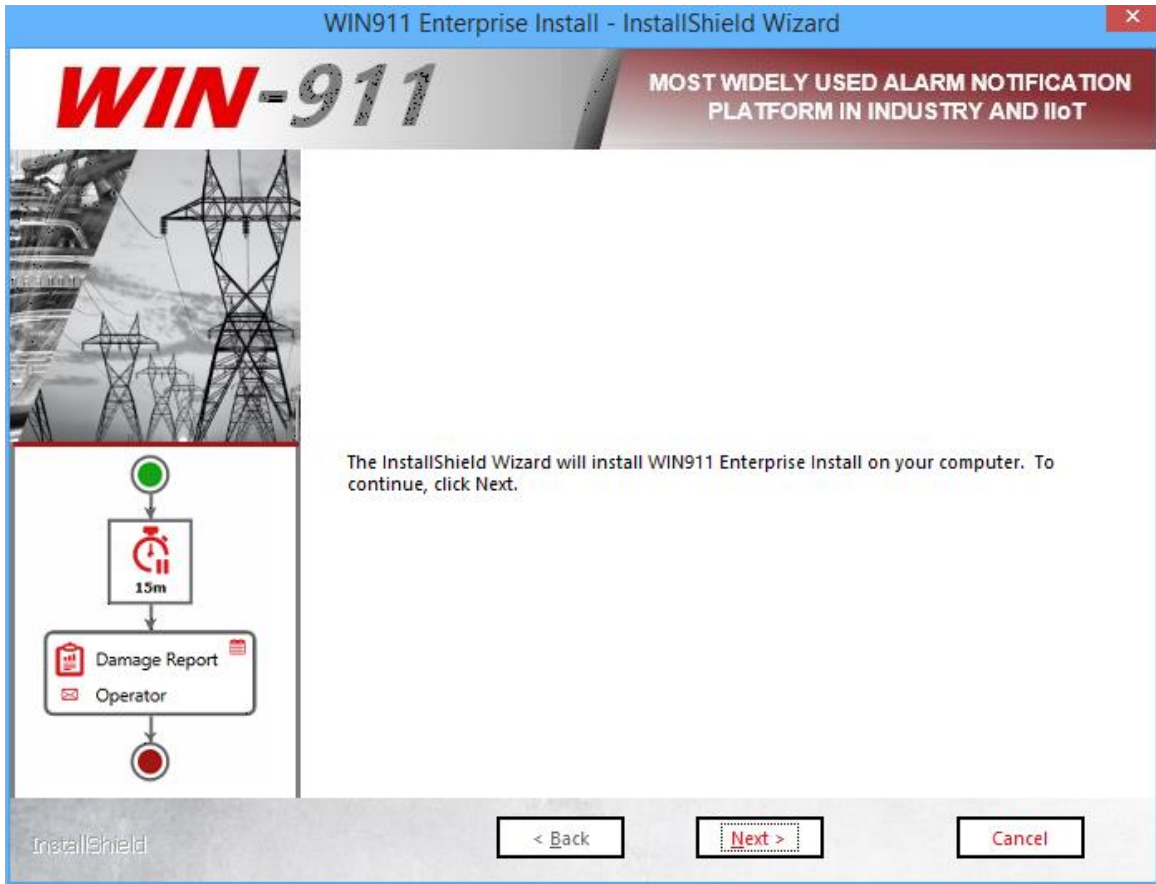 WIN911 Enterprise Install - InstallShield Wizard
WIN-911
MOST WIDELY USED ALARM NOTIFICATION
PLATFORM IN INDUSTRY AND IIoT
The InstallShield Wizard will install WIN911 Enterprise Install on your computer. To
continue, click Next.
15m
Damage Report
Operator
InstallShield
< Back
Next >
Cancel